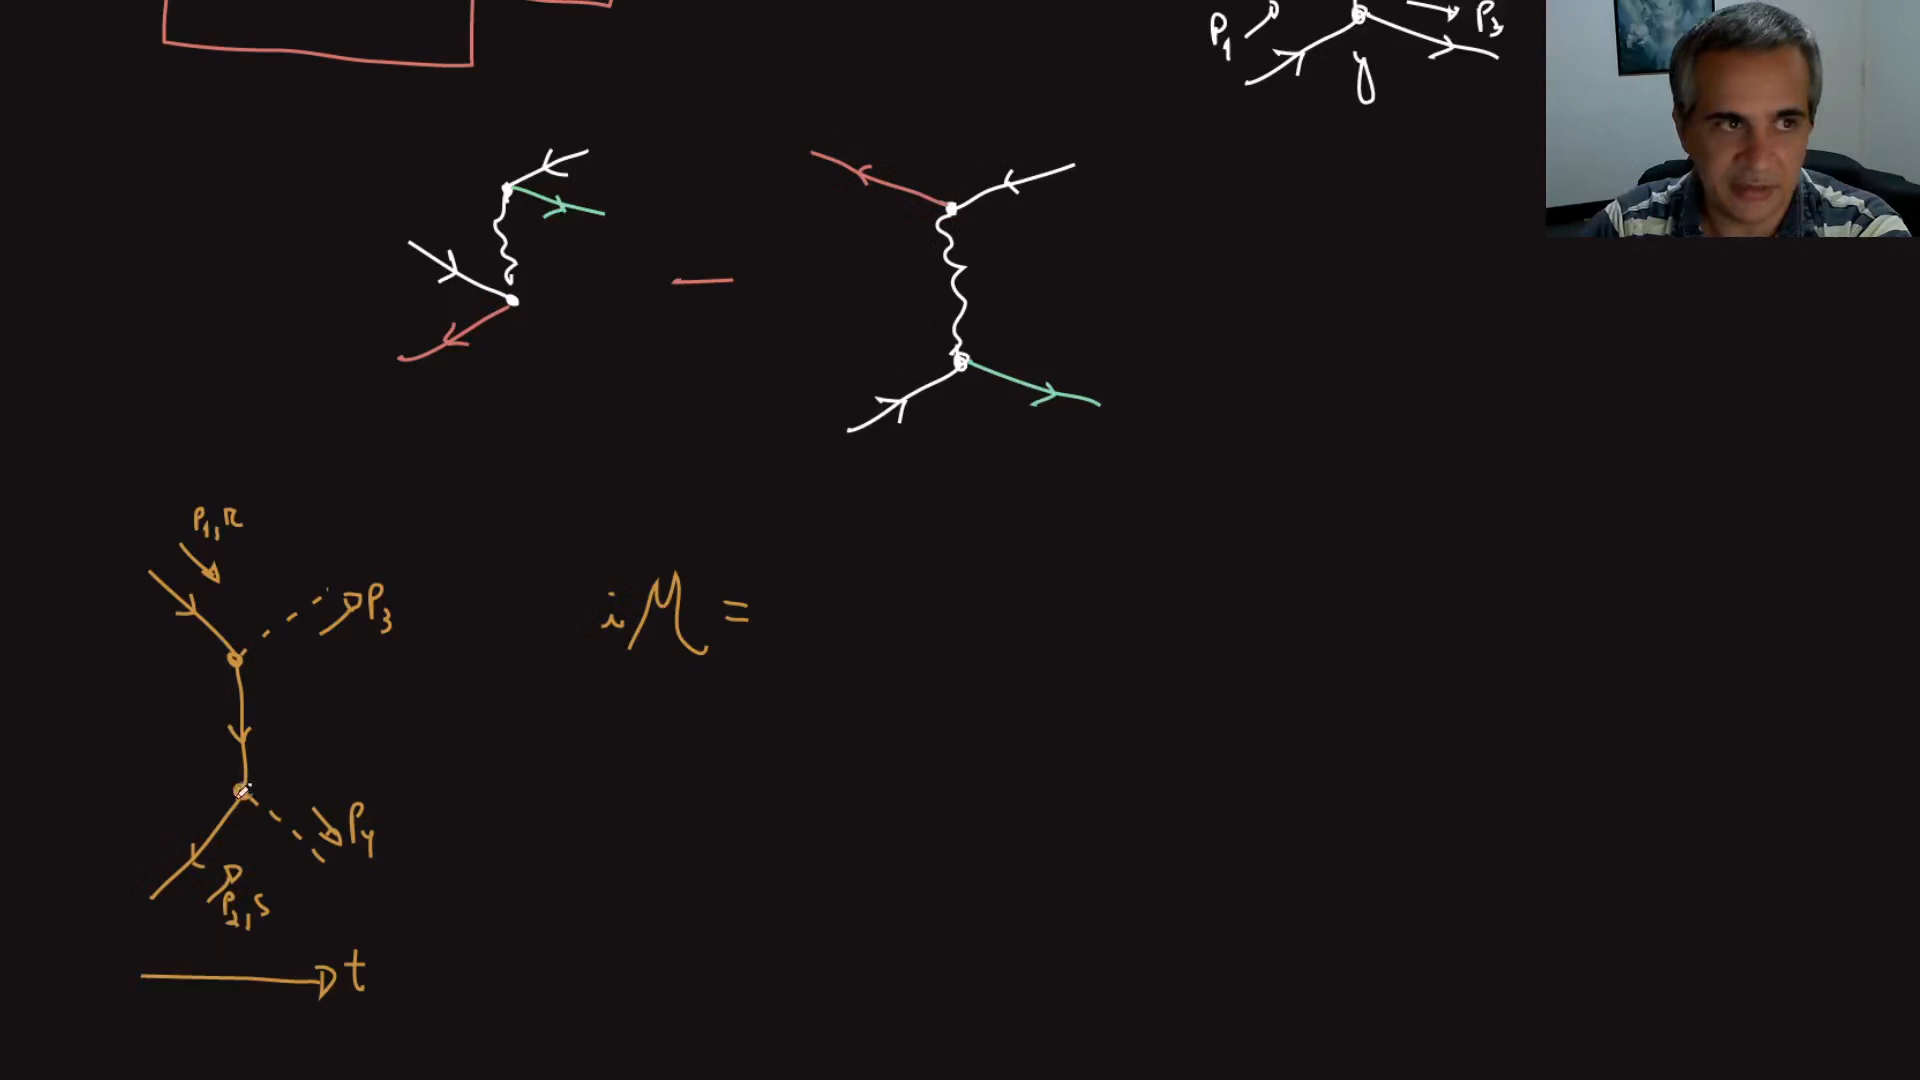 P₁ P₃
y
P₁, r
P₃
iM =
P₄
P₂, s
t